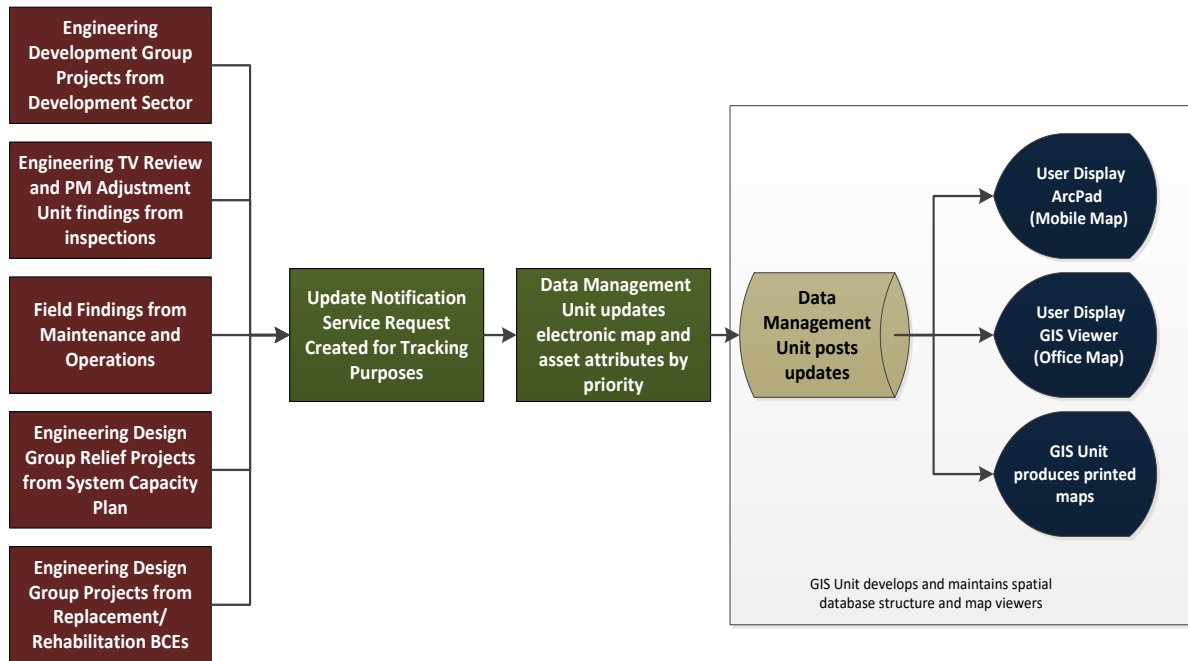 Engineering
Development Group
Projects from
Development Sector
Engineering TV Review
and PM Adjustment
Unit findings from
inspections
Field Findings from
Maintenance and
Operations
Engineering Design
Group Relief Projects
from System Capacity
Plan
Engineering Design
Group Projects from
Replacement/
Rehabilitation BCEs
Update Notification
Service Request
Created for Tracking
Purposes
Data Management
Unit updates
electronic map and
asset attributes by
priority
Data
Management
Unit posts
updates
User Display
ArcPad
(Mobile Map)
User Display
GIS Viewer
(Office Map)
GIS Unit
produces printed
maps
GIS Unit develops and maintains spatial
database structure and map viewers